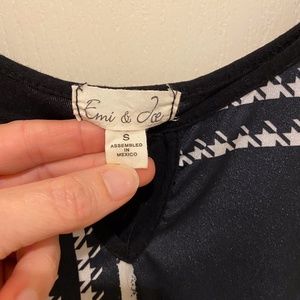 Emi & Joe
S
ASSEMBLED IN
MEXICO